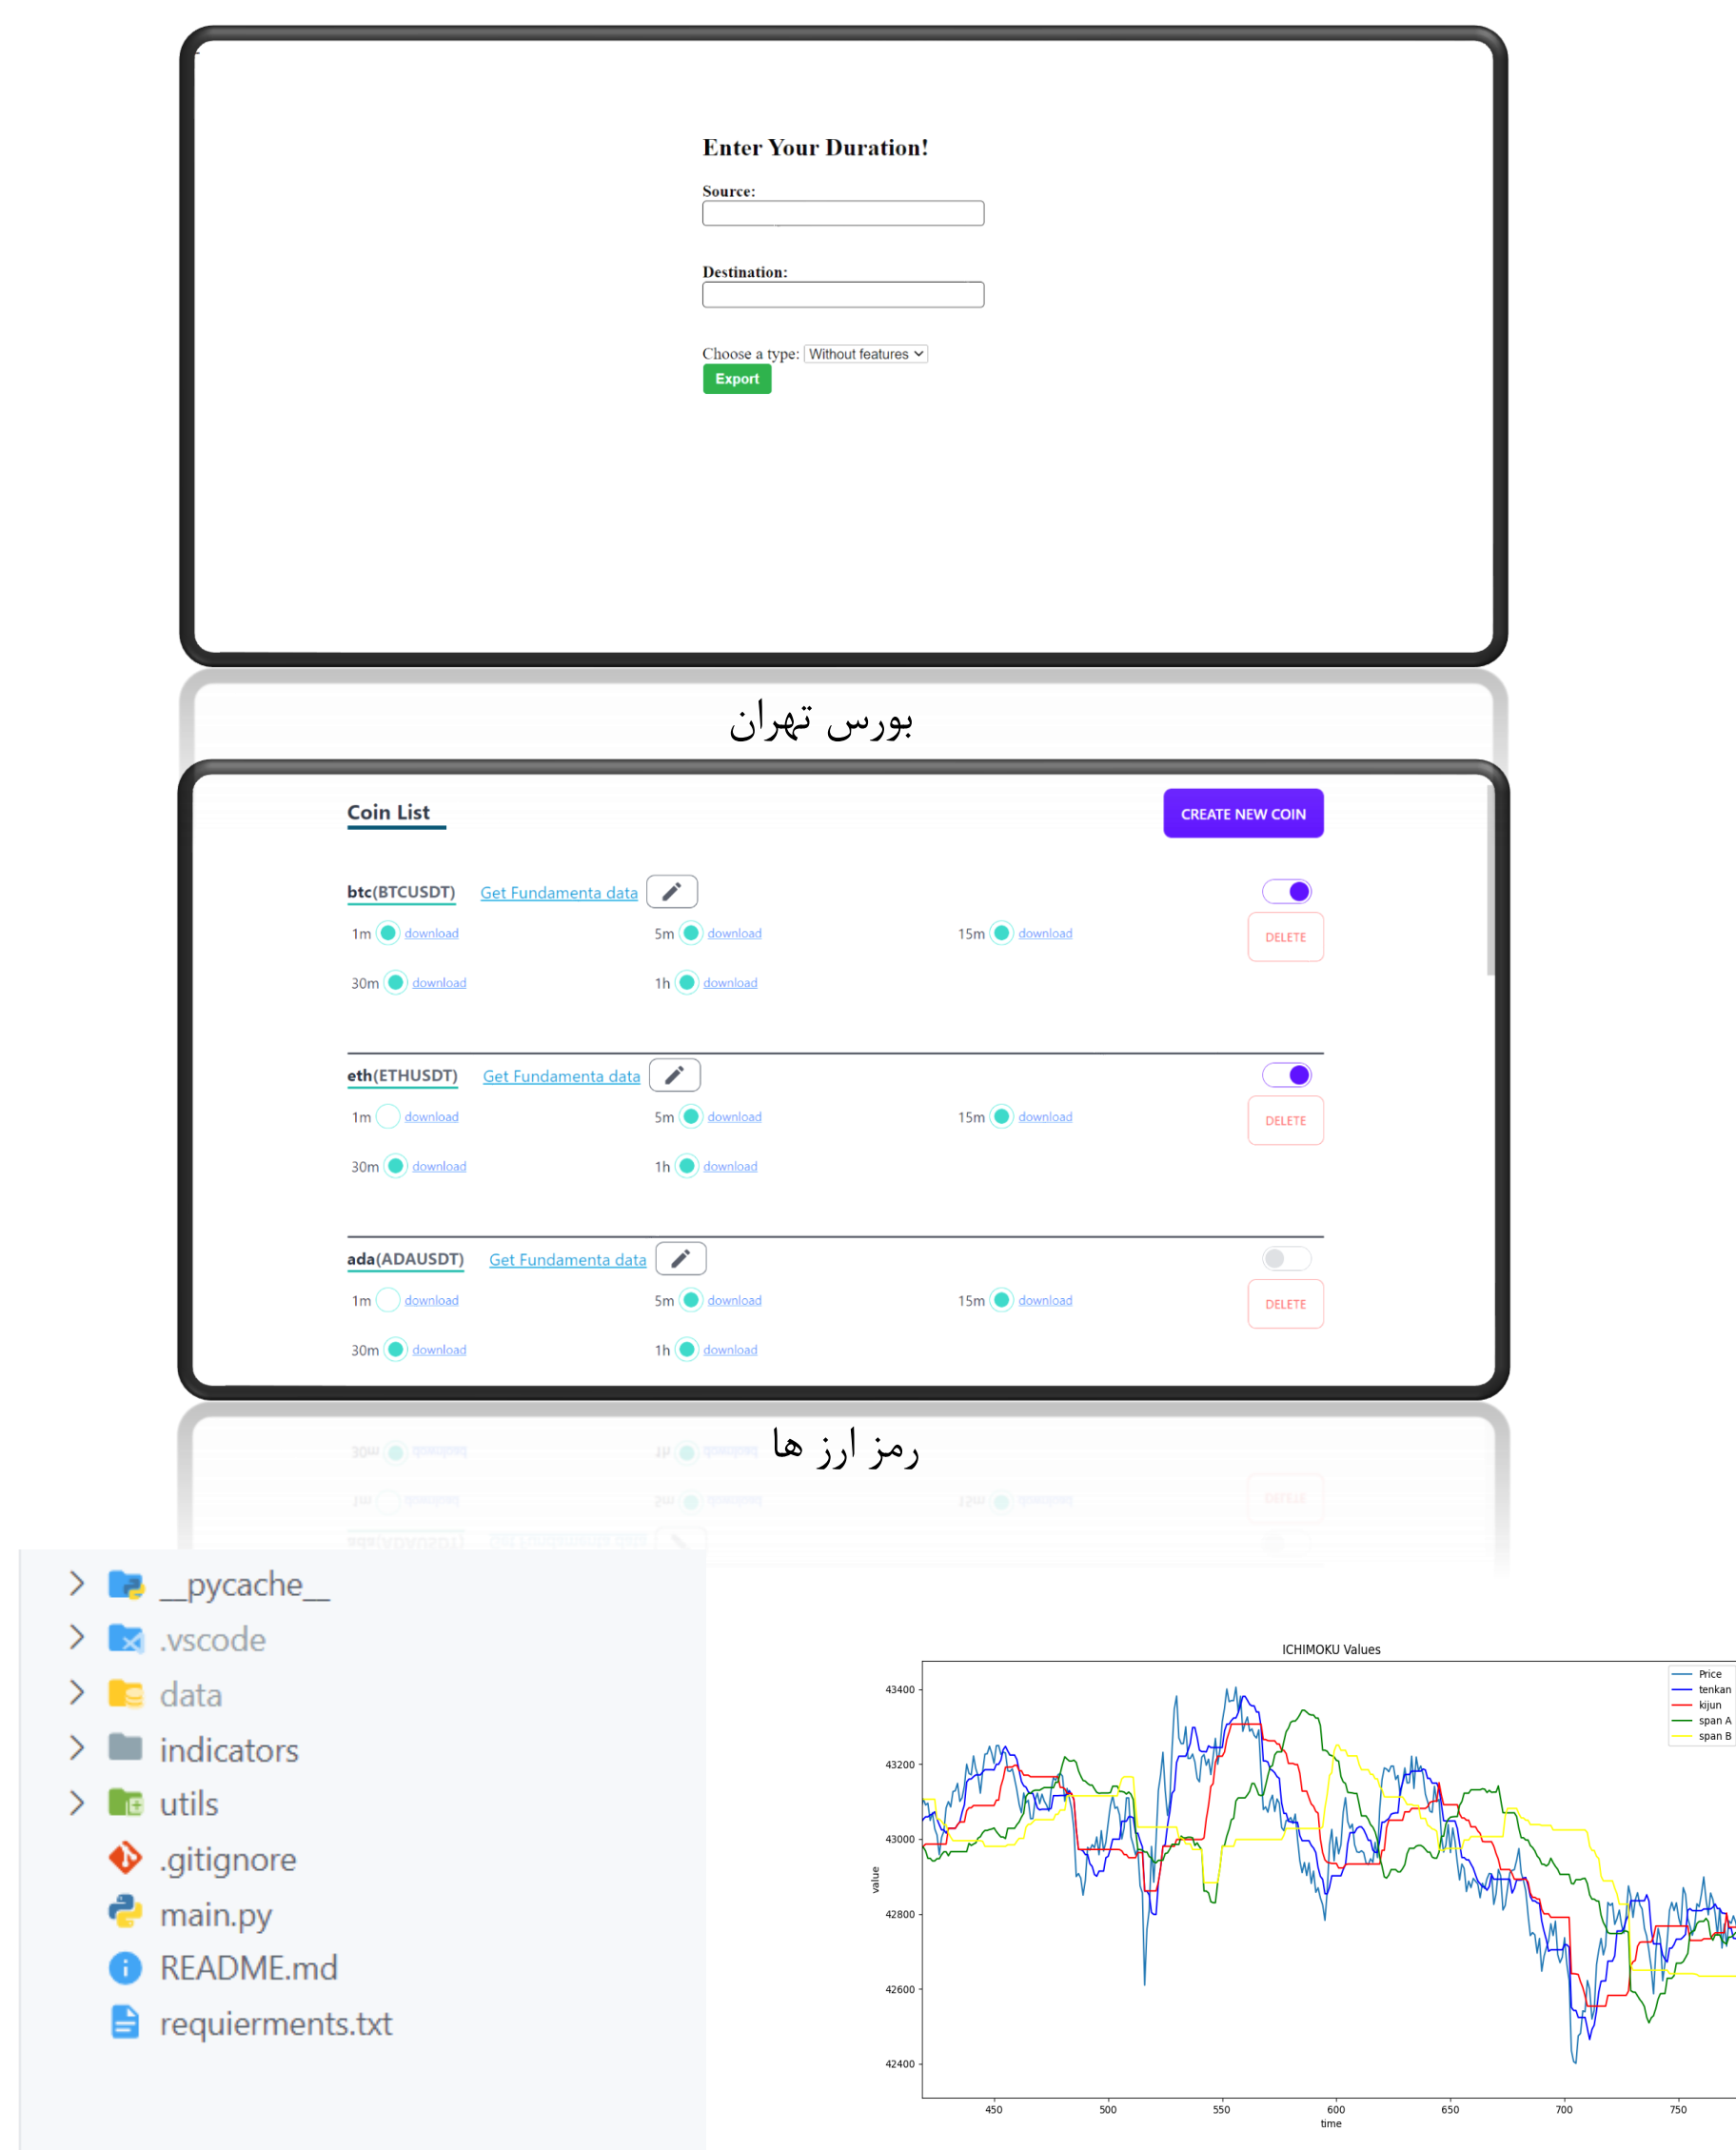 Enter Your Duration!
Source:
Destination:
Choose a type: Without features
Export
بورس تهران
Coin List
CREATE NEW COIN
btc(BTCUSDT) Get Fundamenta data
1m download 5m download 15m download DELETE
30m download 1h download
eth(ETHUSDT) Get Fundamenta data
1m download 5m download 15m download DELETE
30m download 1h download
ada(ADAUSDT) Get Fundamenta data
1m download 5m download 15m download DELETE
30m download 1h download
رمز ارز ها
__pycache__
.vscode
data
indicators
utils
.gitignore
main.py
README.md
requierments.txt
ICHIMOKU Values
Price
tenkan
kijun
span A
span B
43400
43200
43000
42800
42600
42400
value
450 500 550 600 650 700 750
time